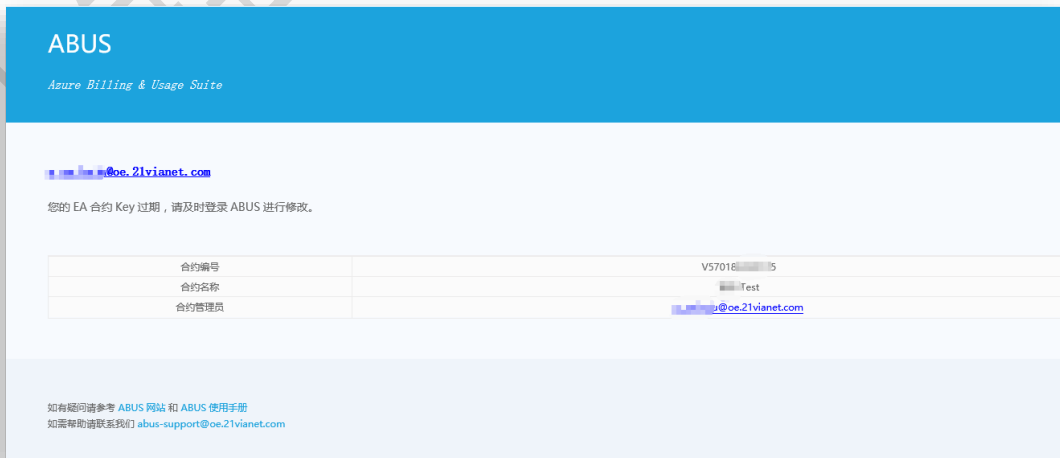 ABUS
Azure Billing & Usage Suite
@oe.21vianet.com
您的 EA 合约 Key 过期，请及时登录 ABUS 进行修改。
合约编号 V57018 5
合约名称 Test
合约管理员 u@oe.21vianet.com
如有疑问请参考 ABUS 网站 和 ABUS 使用手册
如需帮助请联系我们 abus-support@oe.21vianet.com